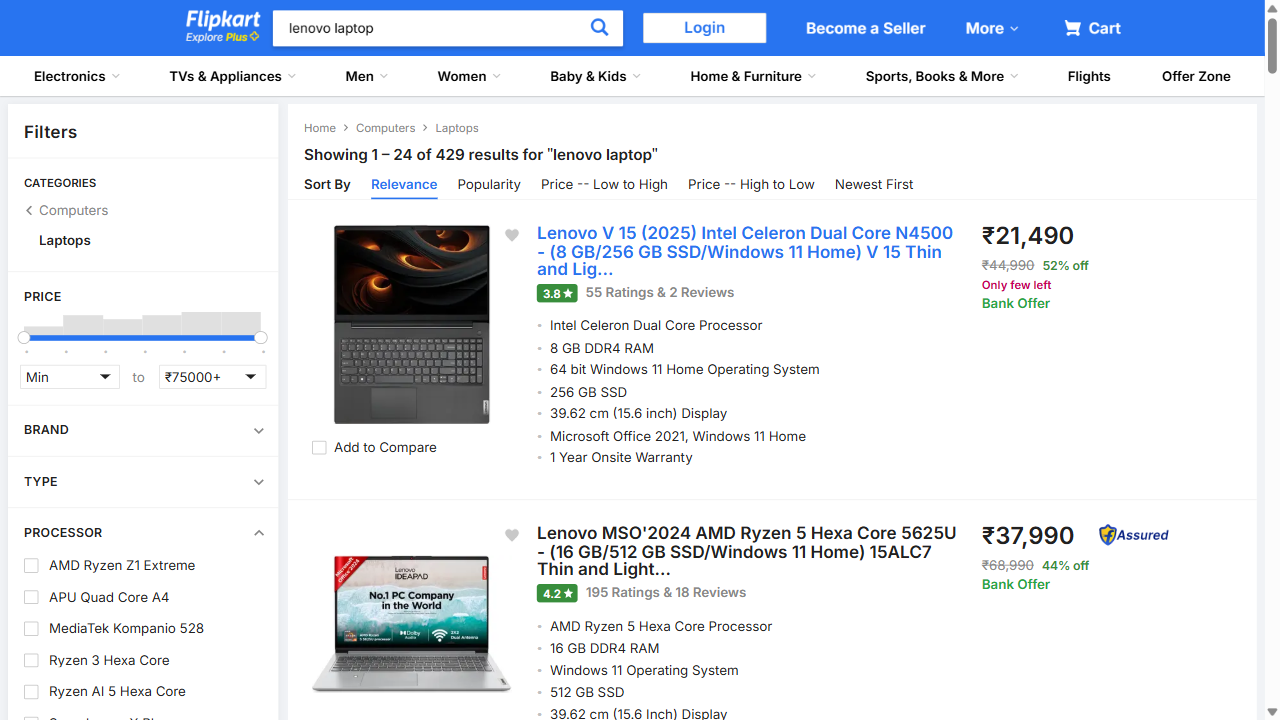 Flipkart
Explore Plus
lenovo laptop
Login
Become a Seller
More
Cart
Electronics
TVs & Appliances
Men
Women
Baby & Kids
Home & Furniture
Sports, Books & More
Flights
Offer Zone
Filters
CATEGORIES
Computers
Laptops
PRICE
Min
to
₹75000+
BRAND
TYPE
PROCESSOR
AMD Ryzen Z1 Extreme
APU Quad Core A4
MediaTek Kompanio 528
Ryzen 3 Hexa Core
Ryzen AI 5 Hexa Core
Home
Computers
Laptops
Showing 1 – 24 of 429 results for "lenovo laptop"
Sort By
Relevance
Popularity
Price -- Low to High
Price -- High to Low
Newest First
Add to Compare
Lenovo V 15 (2025) Intel Celeron Dual Core N4500
- (8 GB/256 GB SSD/Windows 11 Home) V 15 Thin
and Lig...
3.8
55 Ratings & 2 Reviews
Intel Celeron Dual Core Processor
8 GB DDR4 RAM
64 bit Windows 11 Home Operating System
256 GB SSD
39.62 cm (15.6 inch) Display
Microsoft Office 2021, Windows 11 Home
1 Year Onsite Warranty
₹21,490
₹44,990 52% off
Only few left
Bank Offer
Lenovo
IDEAPAD
No.1 PC Company
in the World
Lenovo MSO'2024 AMD Ryzen 5 Hexa Core 5625U
- (16 GB/512 GB SSD/Windows 11 Home) 15ALC7
Thin and Light...
4.2
195 Ratings & 18 Reviews
AMD Ryzen 5 Hexa Core Processor
16 GB DDR4 RAM
Windows 11 Operating System
512 GB SSD
39.62 cm (15.6 Inch) Display
₹37,990
Assured
₹68,990 44% off
Bank Offer